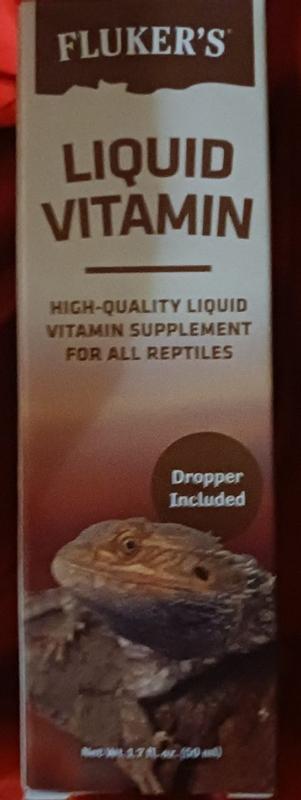 FLUKER'S
LIQUID
VITAMIN
HIGH-QUALITY LIQUID
VITAMIN SUPPLEMENT
FOR ALL REPTILES
Dropper
Included
Net Wt 1.7 fl. oz. (50 ml)